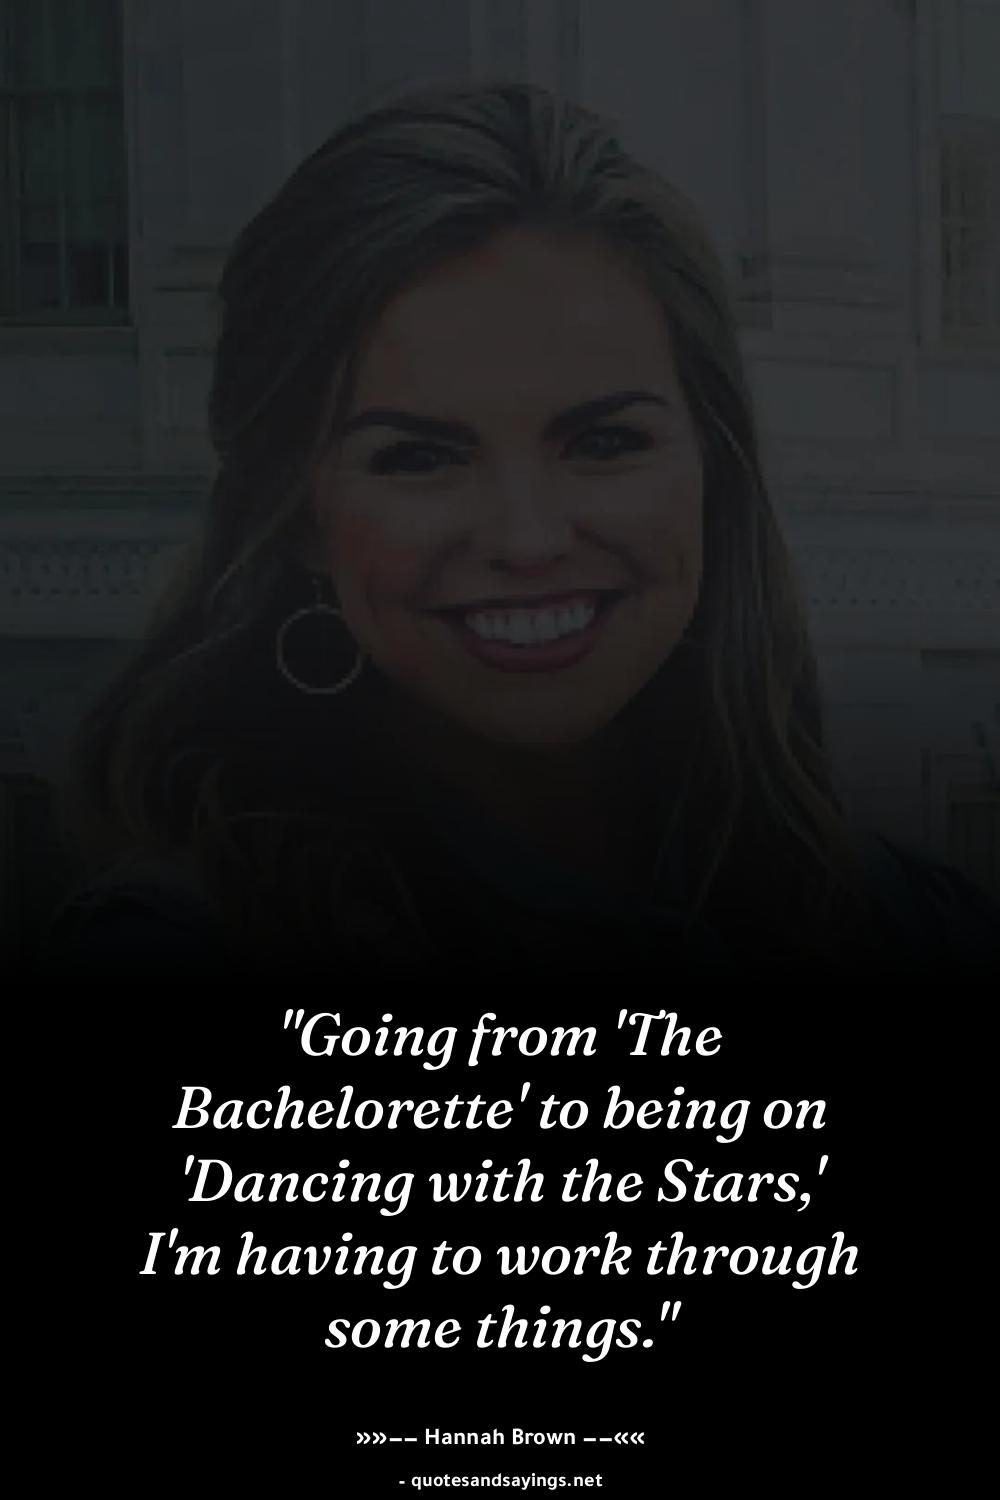 "Going from 'The
Bachelorette' to being on
'Dancing with the Stars,'
I'm having to work through
some things."
»»−− Hannah Brown −−««
- quotesandsayings.net